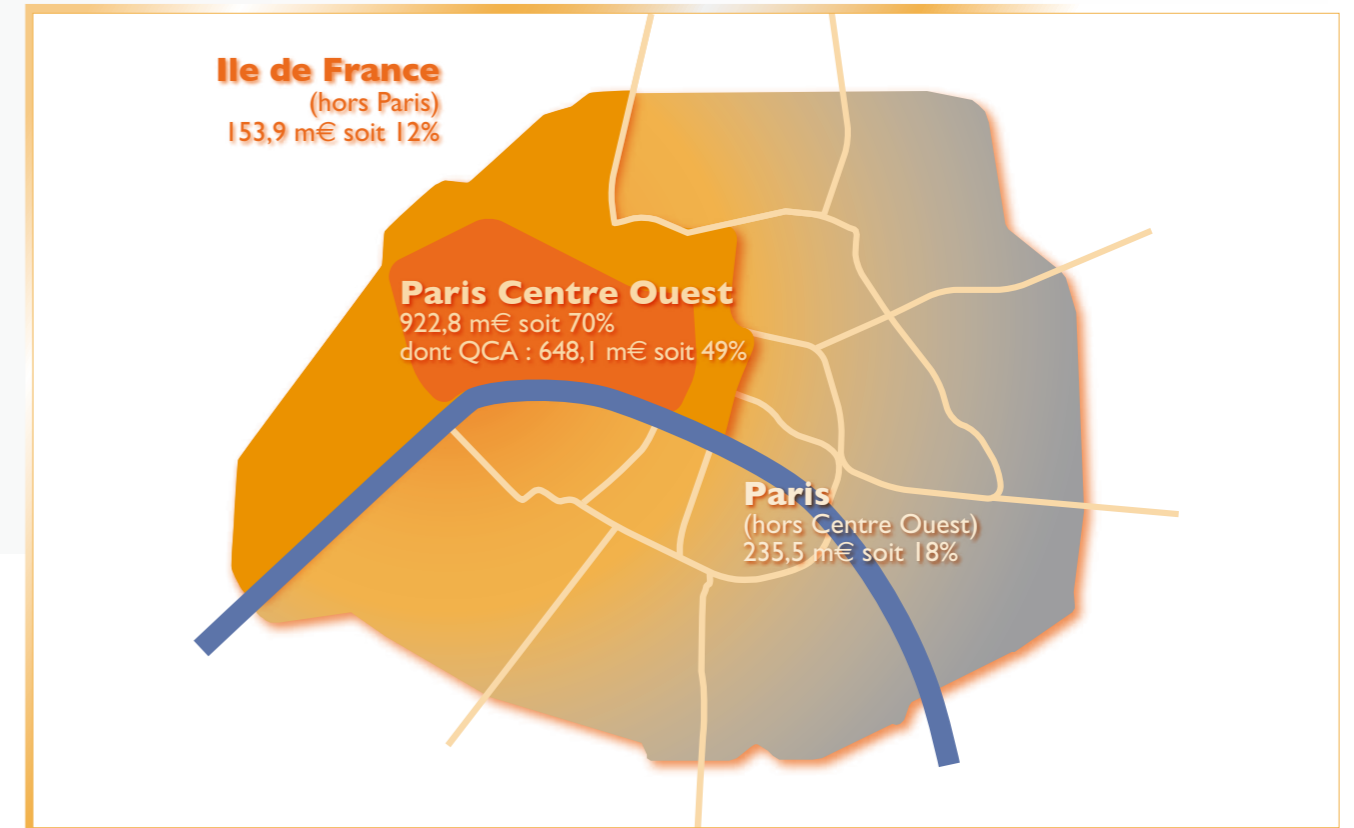 Ile de France
(hors Paris)
153,9 m€ soit 12%
Paris Centre Ouest
922,8 m€ soit 70%
dont QCA : 648,1 m€ soit 49%
Paris
(hors Centre Ouest)
235,5 m€ soit 18%